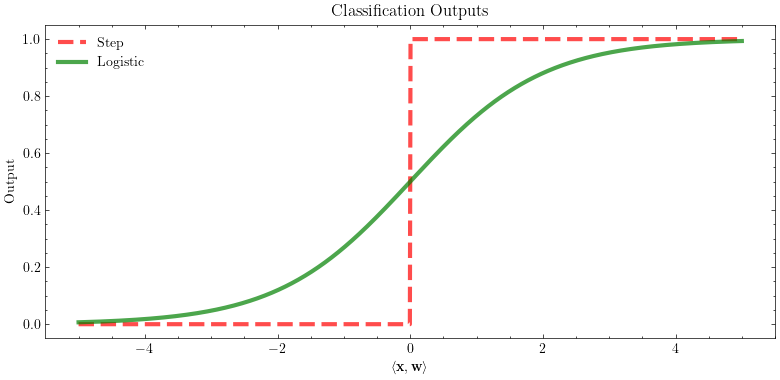 Classification Outputs
Step
Logistic
Output
1.0
0.8
0.6
0.4
0.2
0.0
−4
−2
0
2
4
⟨x, w⟩